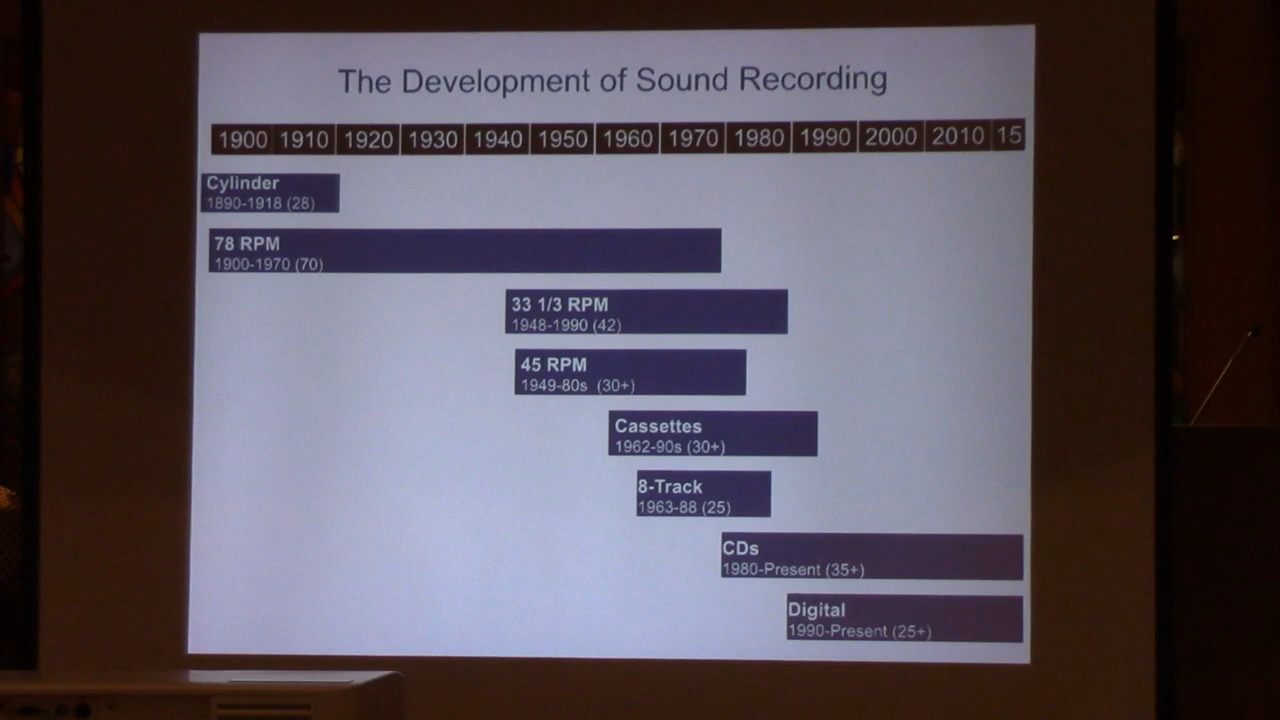 The Development of Sound Recording
1900 1910 1920 1930 1940 1950 1960 1970 1980 1990 2000 2010 15
Cylinder
1890-1918 (28)
78 RPM
1900-1970 (70)
33 1/3 RPM
1948-1990 (42)
45 RPM
1949-80s (30+)
Cassettes
1962-90s (30+)
8-Track
1963-88 (25)
CDs
1980-Present (35+)
Digital
1990-Present (25+)